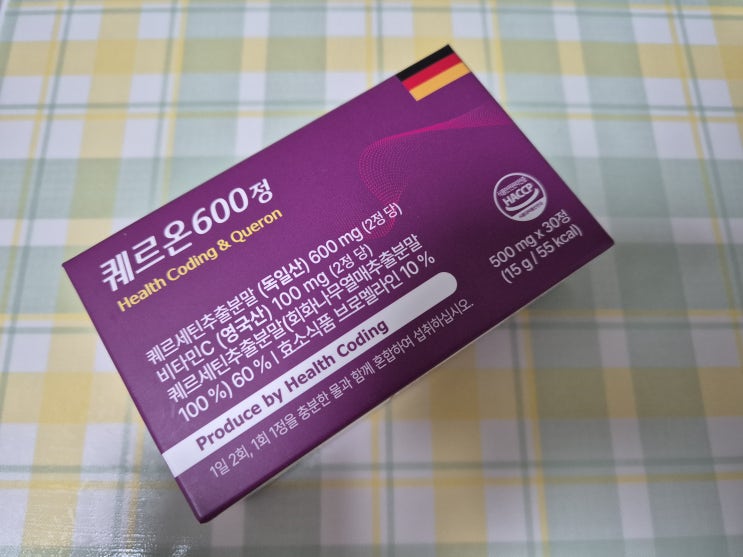 퀘르온600정
Health Coding & Queron
퀘르세틴추출분말 (독일산) 600 mg (2정 당)
비타민C (영국산) 100 mg (2정 당)
퀘르세틴추출분말(회화나무열매추출분말
100%) 60% I 효소식품 브로멜라인 10 %
Produce by Health Coding
1일 2회, 1회 1정을 충분한 물과 함께 혼합하여 섭취하십시오.
HACCP
500 mg x 30정
(15 g / 55 kcal)